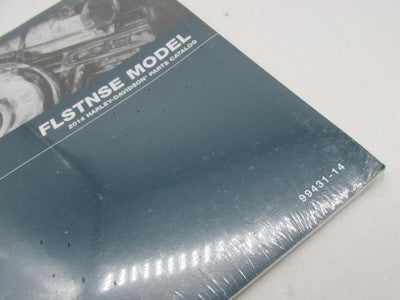 FLSTNSE MODEL
2014 HARLEY-DAVIDSON® PARTS CATALOG
99431-14